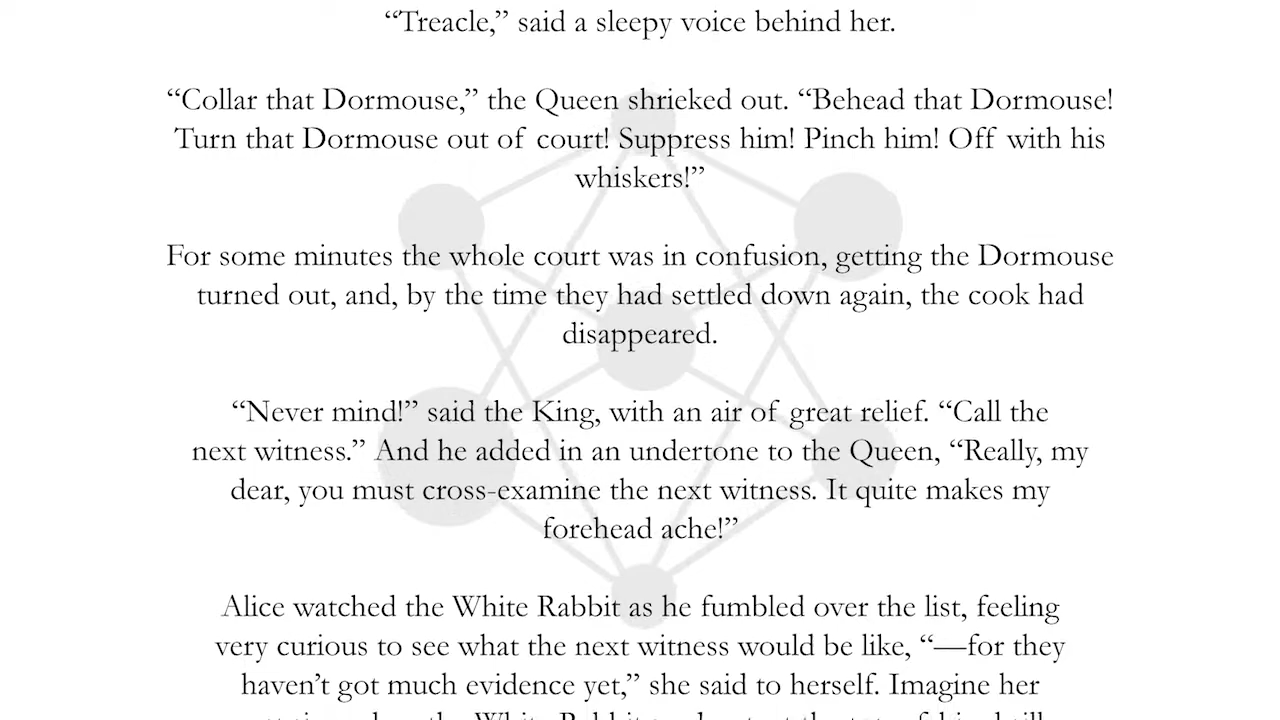 “Treacle,” said a sleepy voice behind her.
“Collar that Dormouse,” the Queen shrieked out. “Behead that Dormouse!
Turn that Dormouse out of court! Suppress him! Pinch him! Off with his
whiskers!”
For some minutes the whole court was in confusion, getting the Dormouse
turned out, and, by the time they had settled down again, the cook had
disappeared.
“Never mind!” said the King, with an air of great relief. “Call the
next witness.” And he added in an undertone to the Queen, “Really, my
dear, you must cross-examine the next witness. It quite makes my
forehead ache!”
Alice watched the White Rabbit as he fumbled over the list, feeling
very curious to see what the next witness would be like, “—for they
haven’t got much evidence yet,” she said to herself. Imagine her